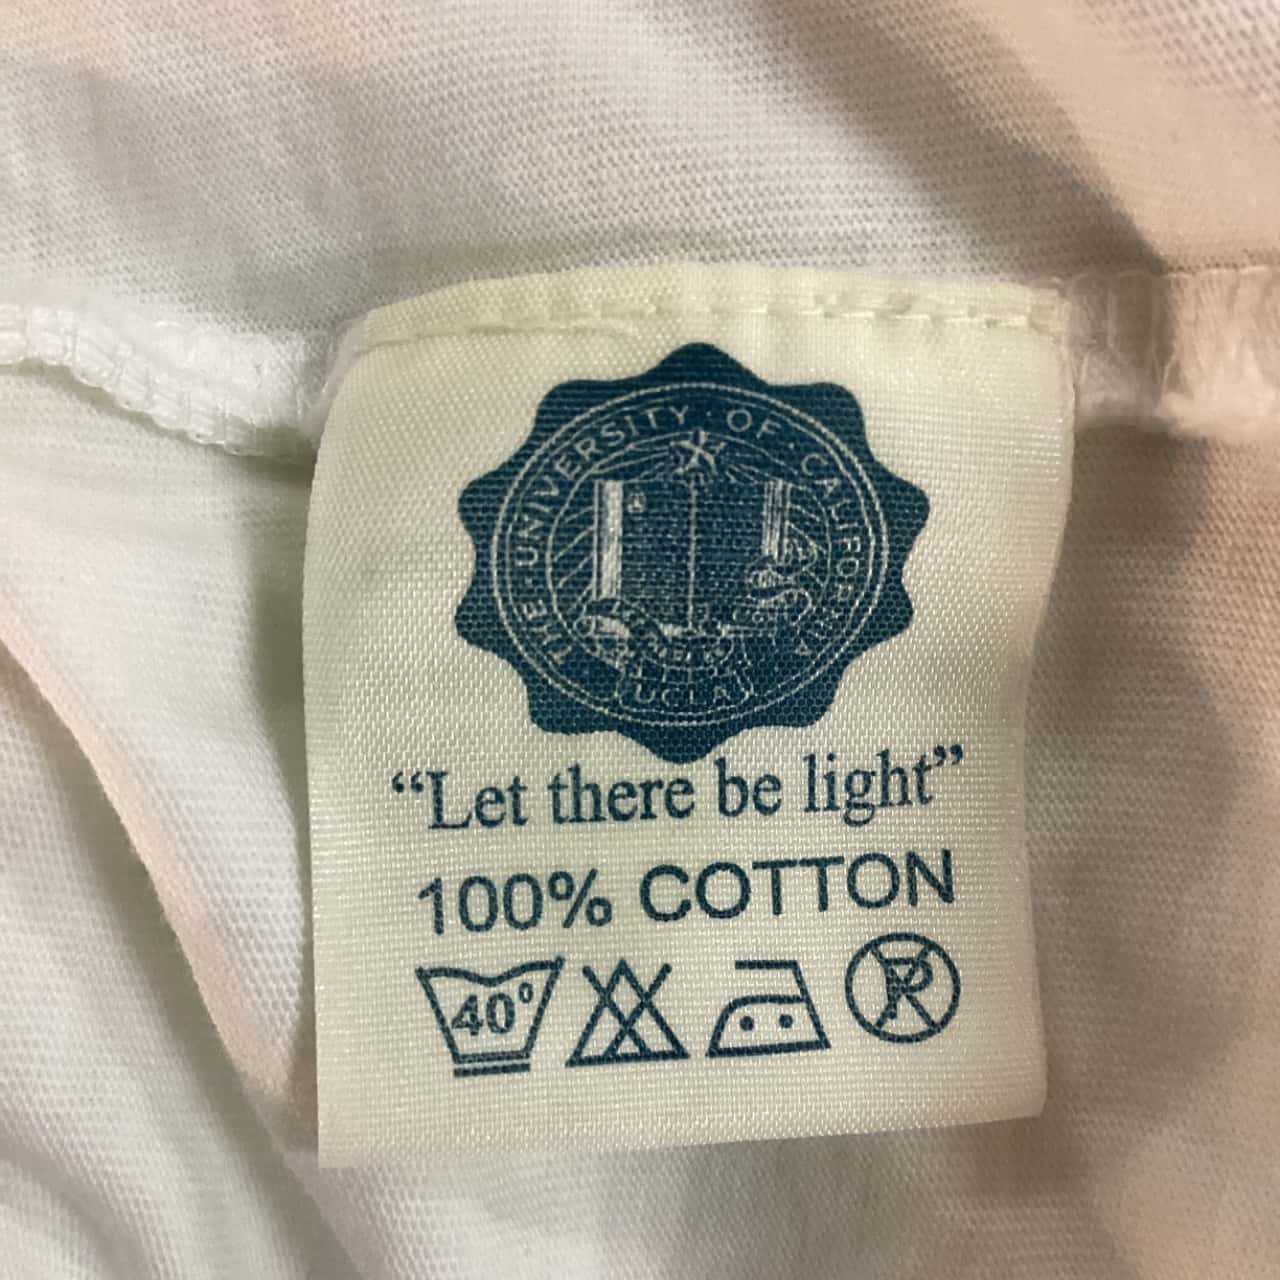 THE · UNIVERSITY · OF · CALIFORNIA
UCLA
“Let there be light”
100% COTTON
40°
P